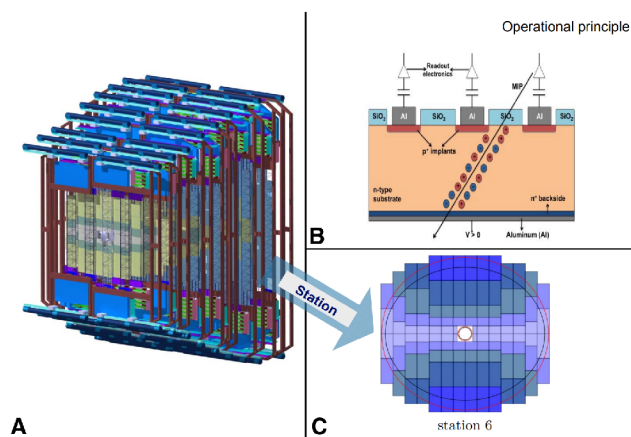 Operational principle
Readout
electronics
MIP
SiO₂
Al
SiO₂
Al
SiO₂
Al
SiO₂
p⁺ implants
n-type
substrate
n⁺ backside
V > 0
Aluminum (Al)
B
Station
A
C
station 6